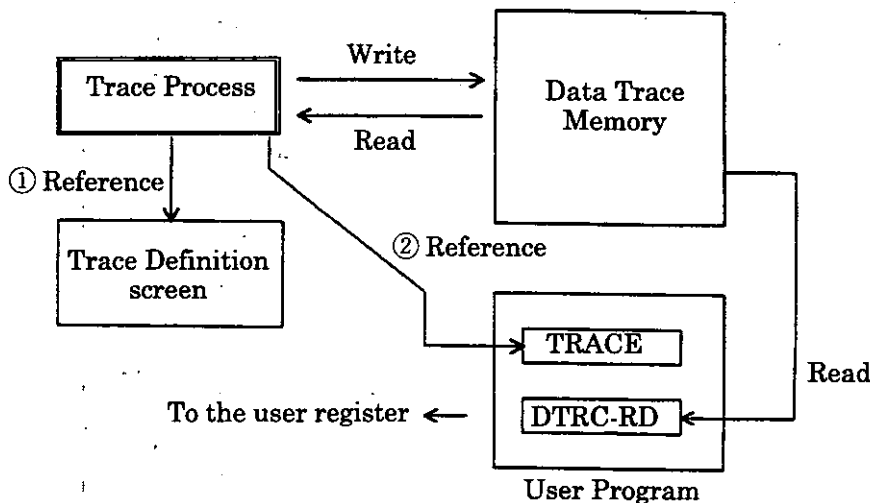 Trace Process
Write
Read
Data Trace
Memory
① Reference
Trace Definition
screen
② Reference
TRACE
DTRC-RD
Read
To the user register
User Program